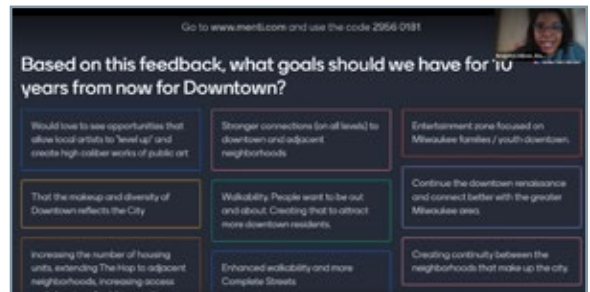 Go to www.menti.com and use the code 2956 0181
Based on this feedback, what goals should we have for 10
years from now for Downtown?
Would love to see opportunities that
allow local artists to "level up" and
create high caliber works of public art
That the makeup and diversity of
Downtown reflects the City
Increasing the number of housing
units, extending The Hop to adjacent
neighborhoods, increasing access
Stronger connections (on all levels) to
downtown and adjacent
neighborhoods
Walkability. People want to be out
and about. Creating that to attract
more downtown residents.
Enhanced walkability and more
Complete Streets
Entertainment zone focused on
Milwaukee families / youth downtown.
Continue the downtown renaissance
and connect better with the greater
Milwaukee area.
Creating continuity between the
neighborhoods that make up the city.